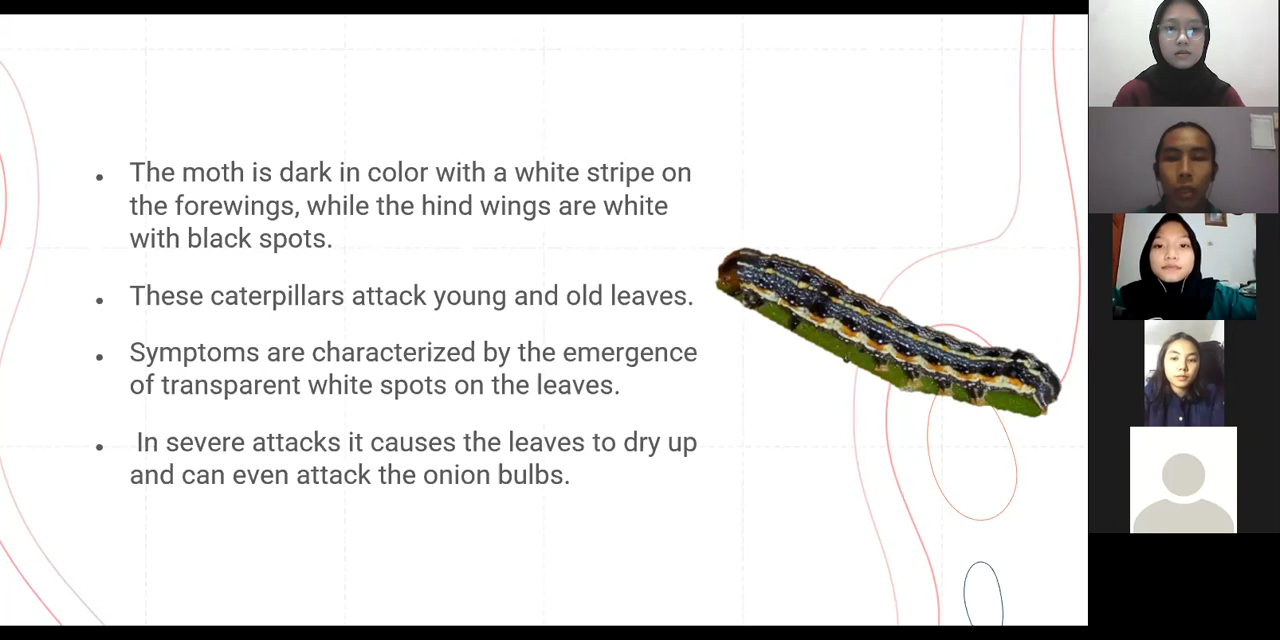 • The moth is dark in color with a white stripe on
the forewings, while the hind wings are white
with black spots.
• These caterpillars attack young and old leaves.
• Symptoms are characterized by the emergence
of transparent white spots on the leaves.
• In severe attacks it causes the leaves to dry up
and can even attack the onion bulbs.